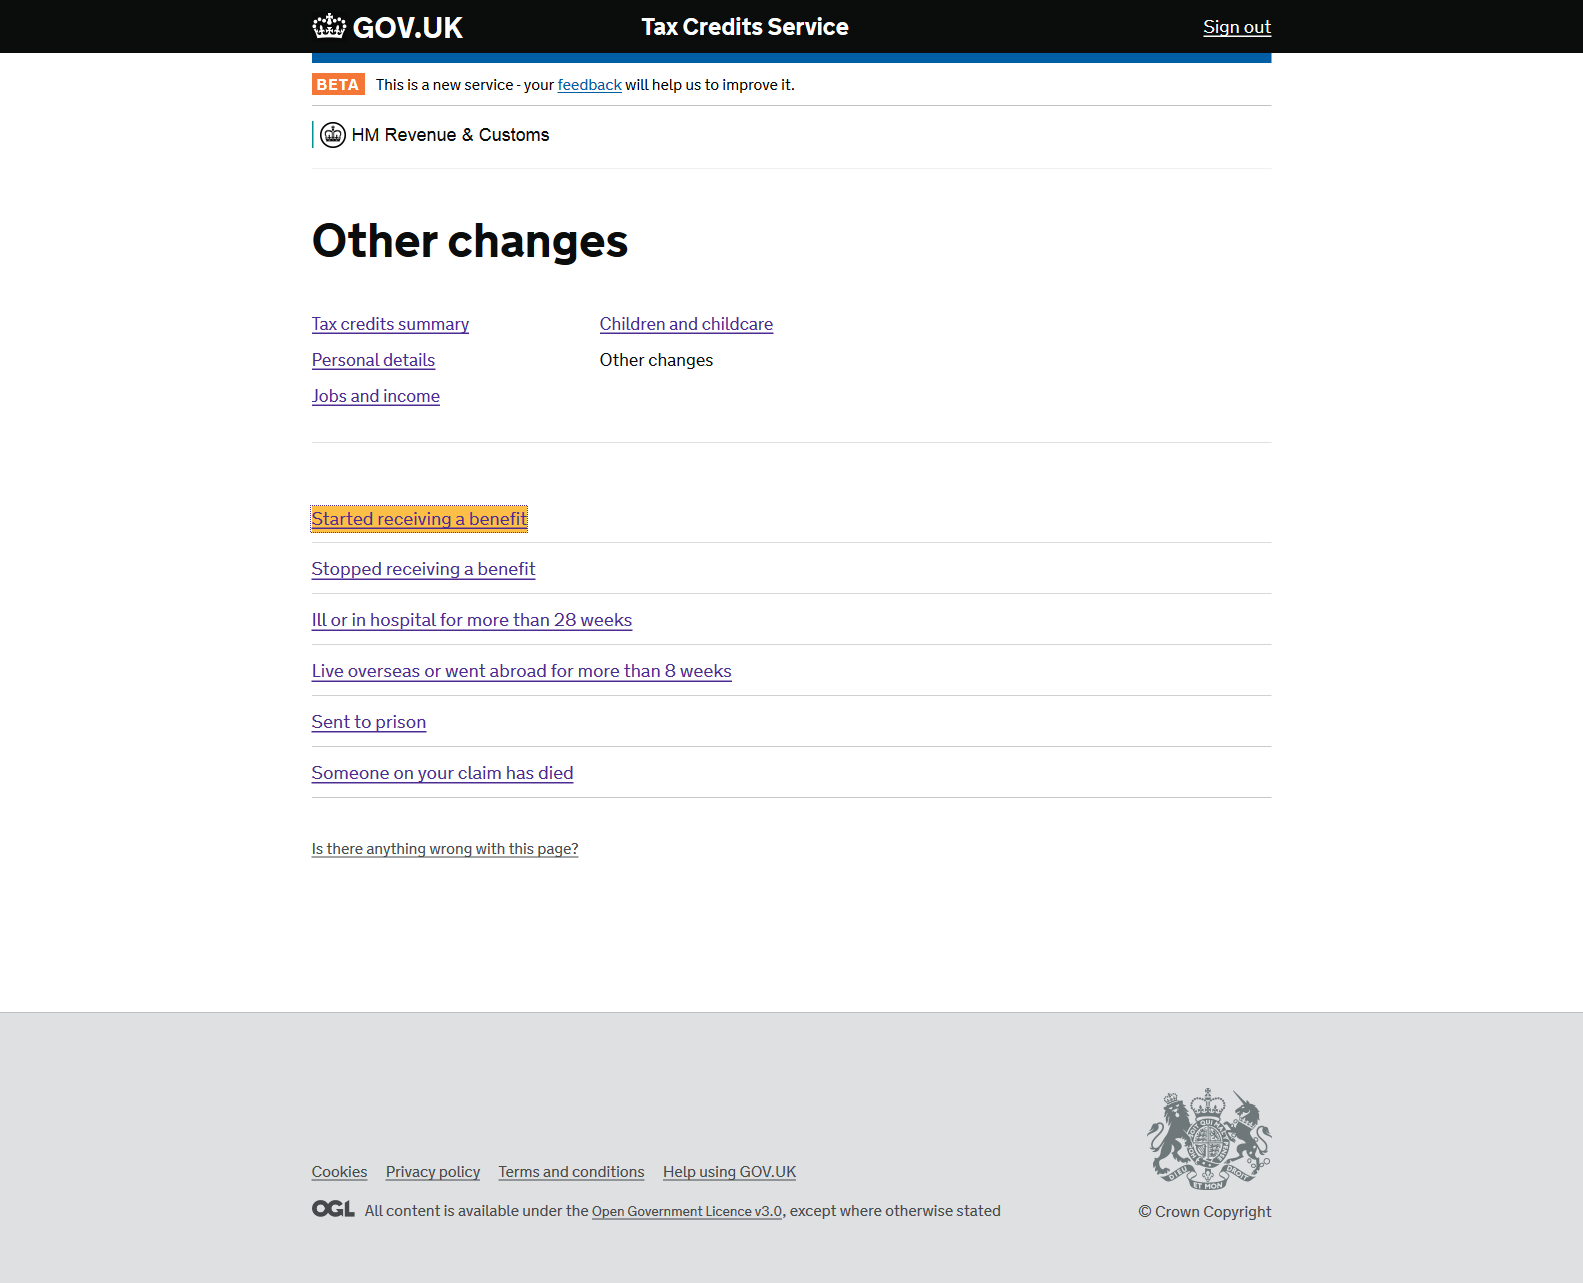 GOV.UK Tax Credits Service Sign out
BETA This is a new service - your feedback will help us to improve it.
HM Revenue & Customs
Other changes
Tax credits summary
Personal details
Jobs and income
Children and childcare
Other changes
Started receiving a benefit
Stopped receiving a benefit
Ill or in hospital for more than 28 weeks
Live overseas or went abroad for more than 8 weeks
Sent to prison
Someone on your claim has died
Is there anything wrong with this page?
Cookies Privacy policy Terms and conditions Help using GOV.UK
OGL All content is available under the Open Government Licence v3.0, except where otherwise stated
DIEU ET MON DROIT
© Crown Copyright